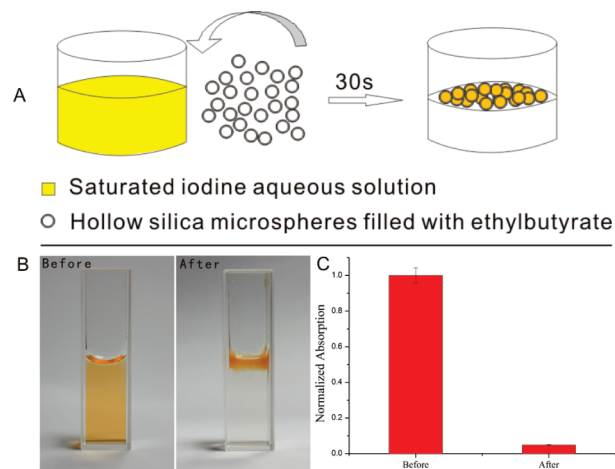 A
30s
Saturated iodine aqueous solution
Hollow silica microspheres filled with ethylbutyrate
B
Before
After
C
Normalized Absorption
1.0
0.8
0.6
0.4
0.2
0.0
Before
After